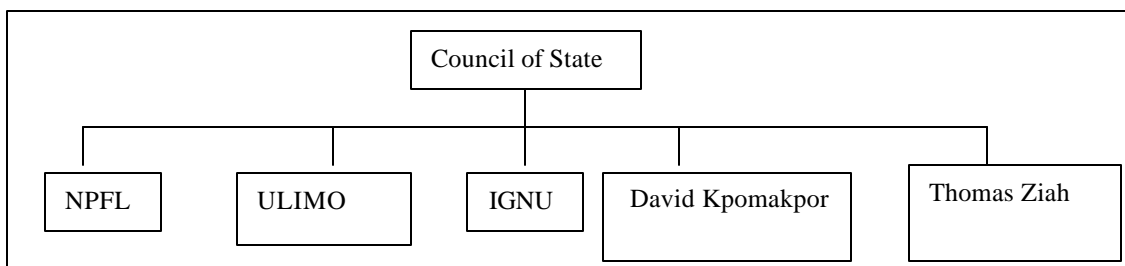 Council of State
NPFL
ULIMO
IGNU
David Kpomakpor
Thomas Ziah